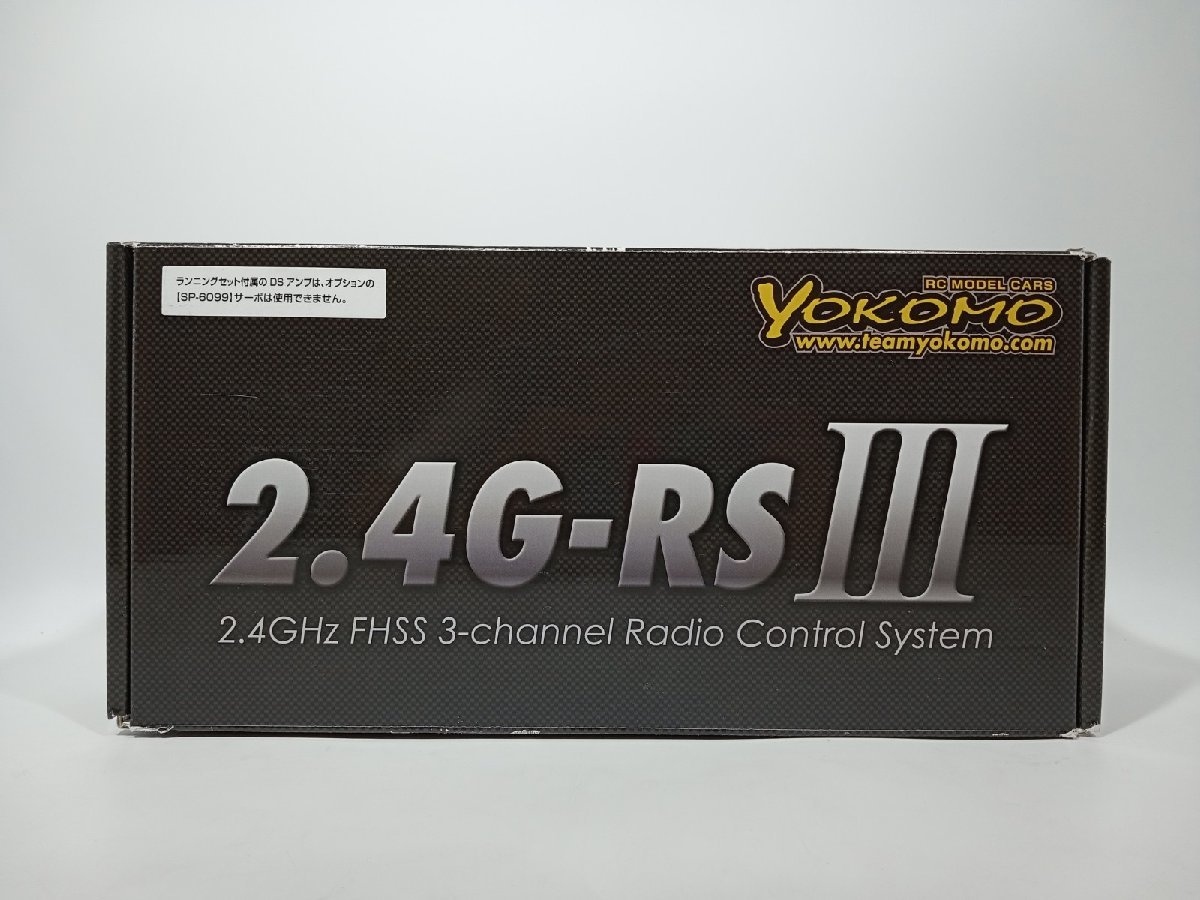 ランニングセット付属の DS アンプは、オプションの
【SP-6099】サーボは使用できません。
RC MODEL CARS
YOKOMO
www.teamyokomo.com
2.4G-RSIII
2.4GHz FHSS 3-channel Radio Control System